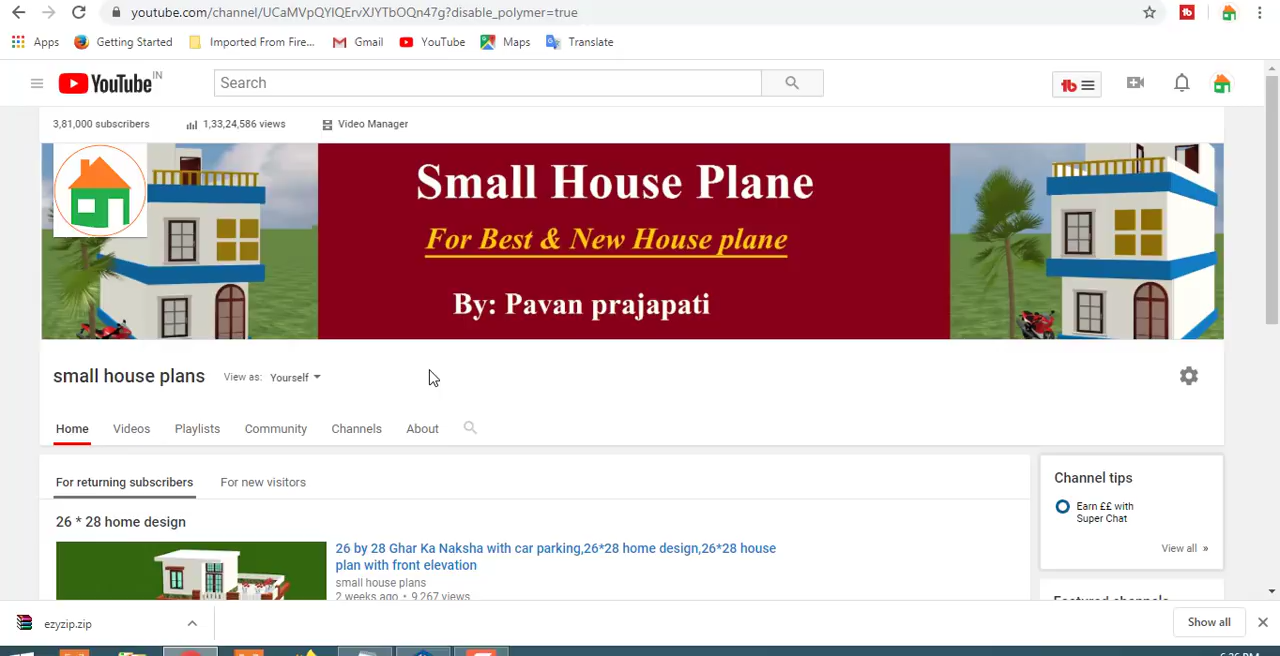 youtube.com/channel/UCaMVpQYIQErvXJYTbOQn47g?disable_polymer=true
Apps Getting Started Imported From Fire... Gmail YouTube Maps Translate
YouTube IN Search
3,81,000 subscribers 1,33,24,586 views Video Manager
Small House Plane
For Best & New House plane
By: Pavan prajapati
small house plans View as: Yourself
Home Videos Playlists Community Channels About
For returning subscribers For new visitors
26 * 28 home design
26 by 28 Ghar Ka Naksha with car parking,26*28 home design,26*28 house
plan with front elevation
small house plans
2 weeks ago • 9,267 views
Channel tips
Earn ££ with
Super Chat
View all »
Featured channels
ezyzip.zip Show all
6:26 PM